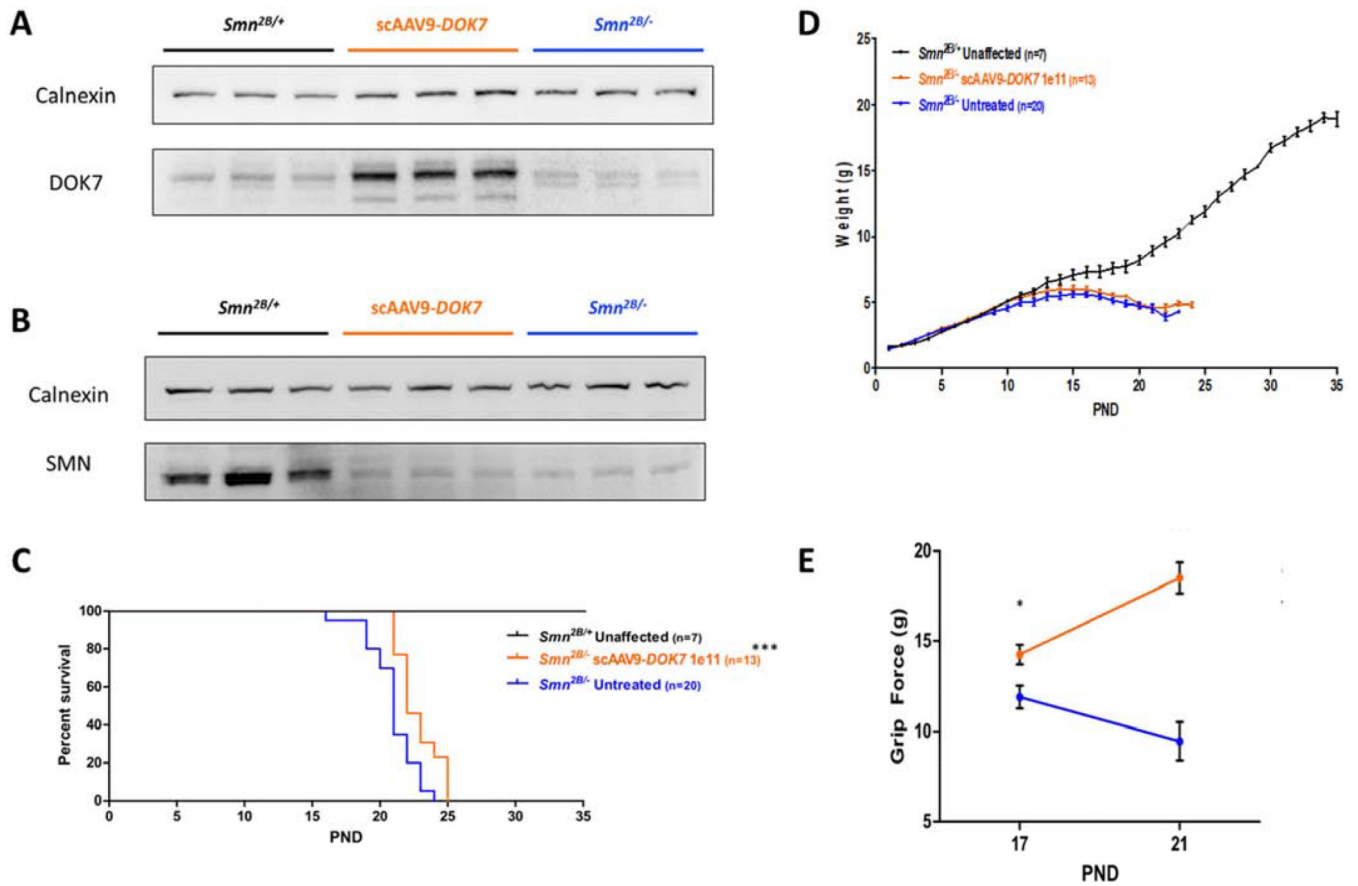 A
Smn2B/+ scAAV9-DOK7 Smn2B/-
Calnexin
DOK7
B
Smn2B/+ scAAV9-DOK7 Smn2B/-
Calnexin
SMN
C
Percent survival
100
80
60
40
20
0
0 5 10 15 20 25 30 35
PND
Smn2B/+ Unaffected (n=7)
Smn2B/- scAAV9-DOK7 1e11 (n=13) ***
Smn2B/- Untreated (n=20)
D
Weight (g)
25
20
15
10
5
0
0 5 10 15 20 25 30 35
PND
Smn2B/+ Unaffected (n=7)
Smn2B/- scAAV9-DOK7 1e11 (n=13)
Smn2B/- Untreated (n=20)
E
Grip Force (g)
20
15
10
5
*
17 21
PND